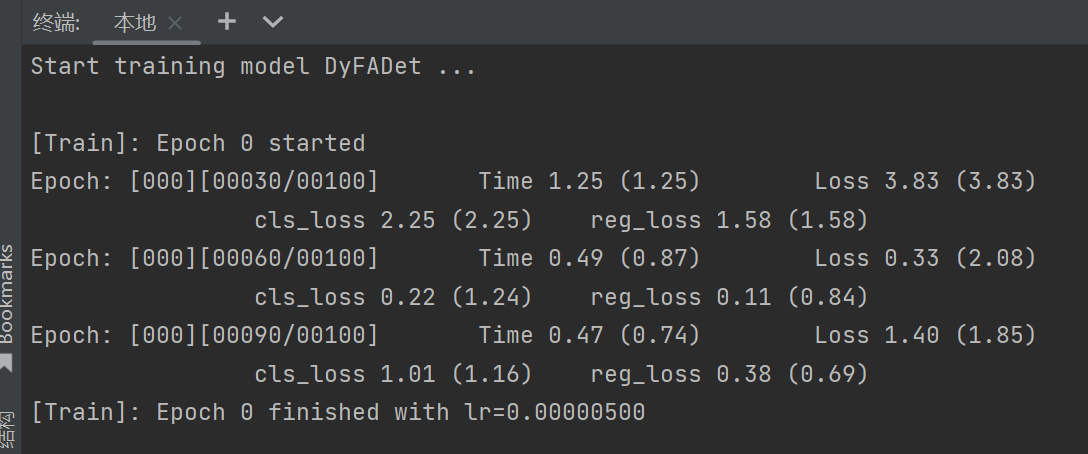 终端: 本地
Start training model DyFADet ...
[Train]: Epoch 0 started
Epoch: [000][00030/00100] Time 1.25 (1.25) Loss 3.83 (3.83)
cls_loss 2.25 (2.25) reg_loss 1.58 (1.58)
Epoch: [000][00060/00100] Time 0.49 (0.87) Loss 0.33 (2.08)
cls_loss 0.22 (1.24) reg_loss 0.11 (0.84)
Epoch: [000][00090/00100] Time 0.47 (0.74) Loss 1.40 (1.85)
cls_loss 1.01 (1.16) reg_loss 0.38 (0.69)
[Train]: Epoch 0 finished with lr=0.00000500
Bookmarks
结构